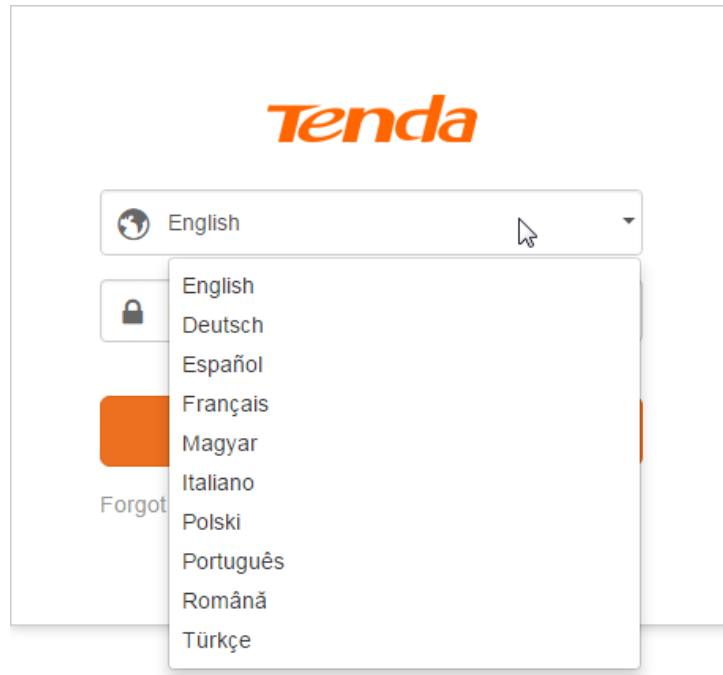 Tenda
English
English
Deutsch
Español
Français
Magyar
Italiano
Forgot
Polski
Português
Română
Türkçe